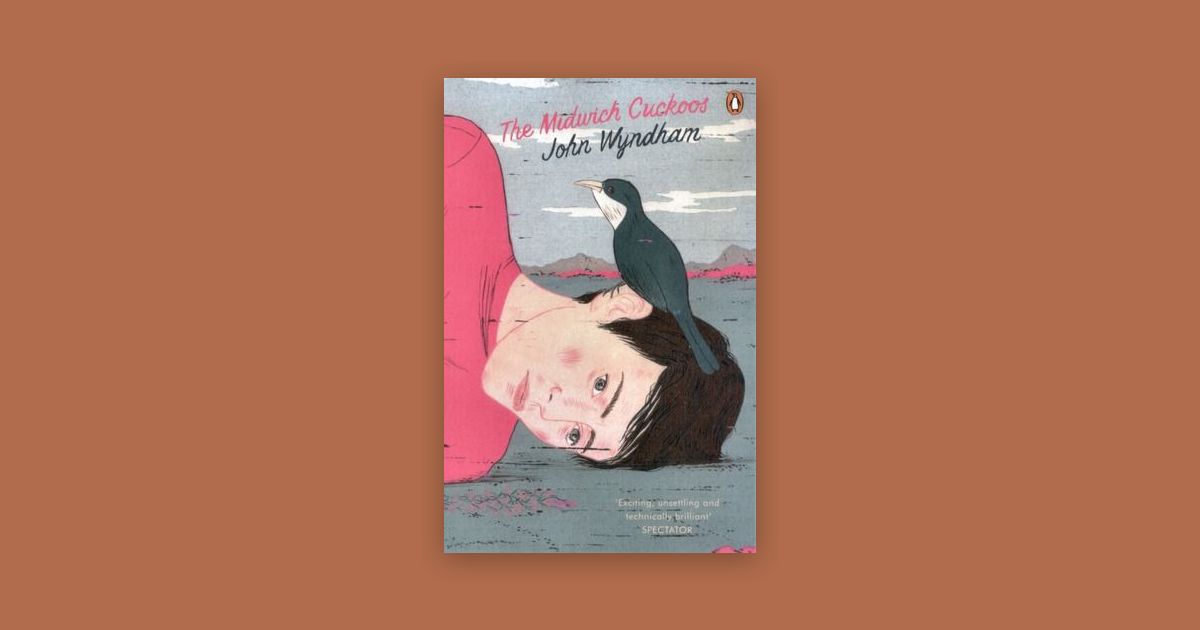 The Midwich Cuckoos
John Wyndham
'Exciting, unsettling and
technically brilliant'
SPECTATOR